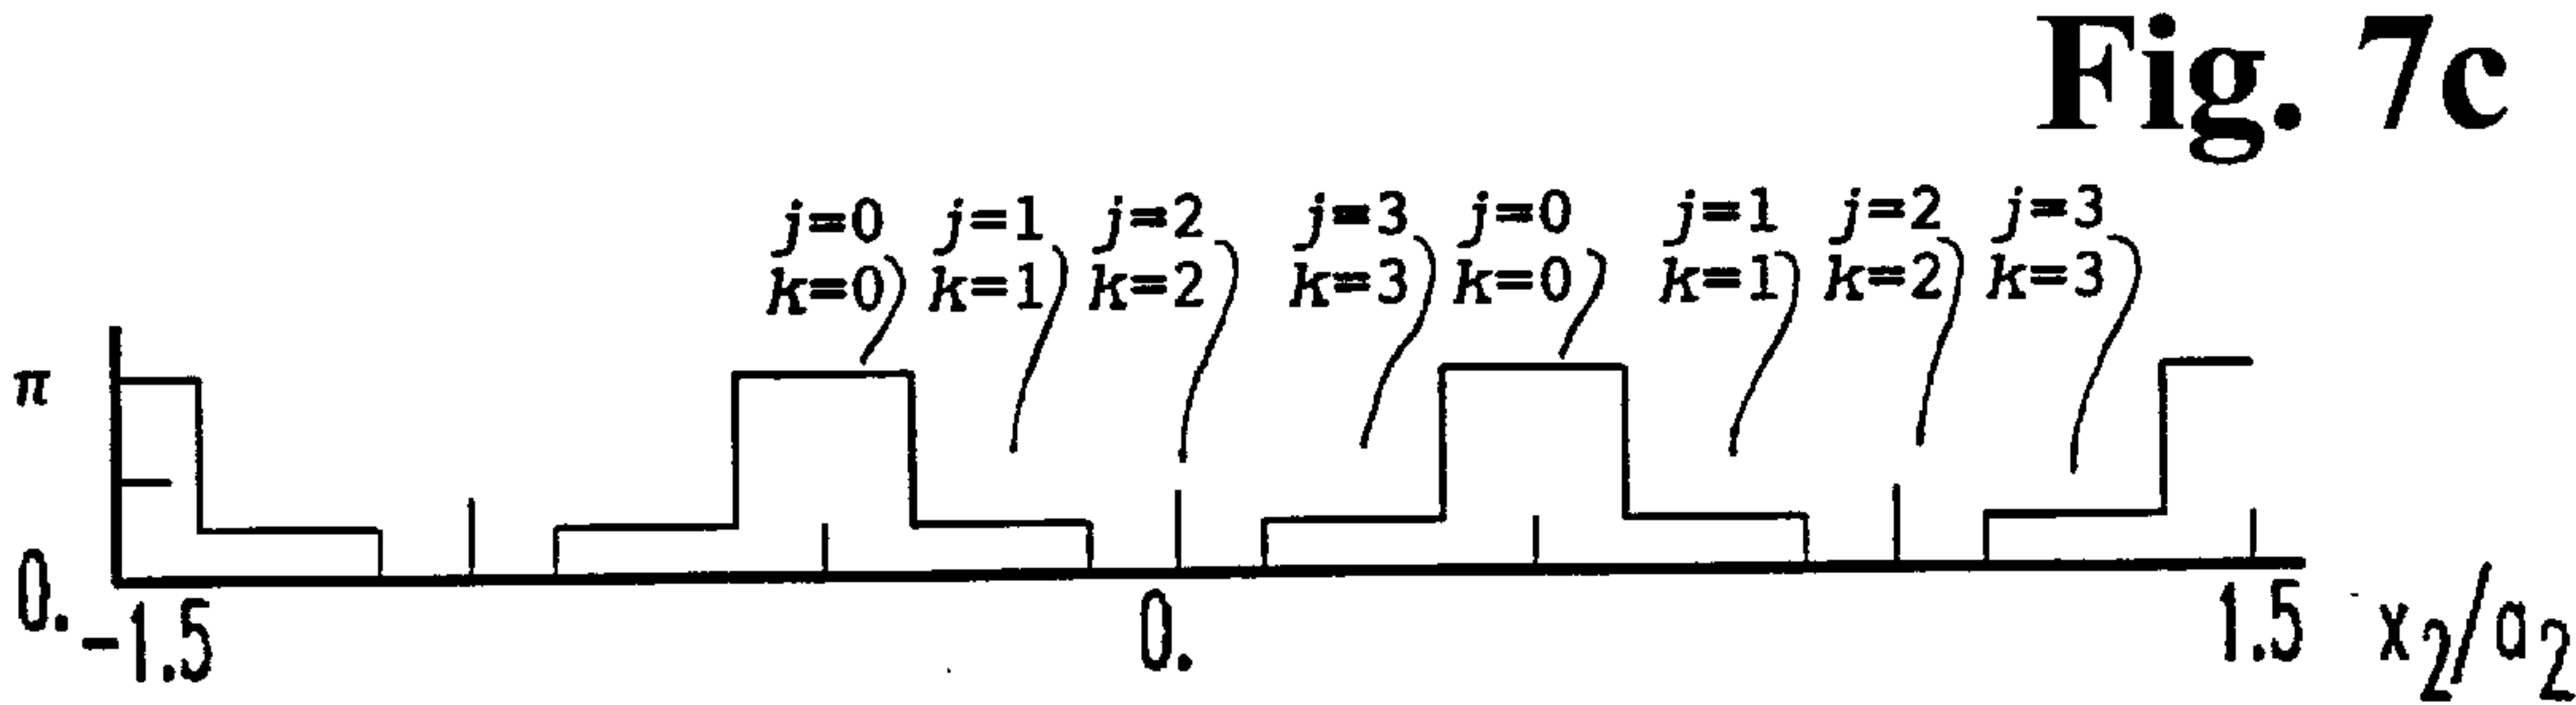 Fig. 7c
j=0 j=1 j=2 j=3 j=0 j=1 j=2 j=3
k=0 k=1 k=2 k=3 k=0 k=1 k=2 k=3
π
0.
-1.5 0. 1.5 x₂/a₂